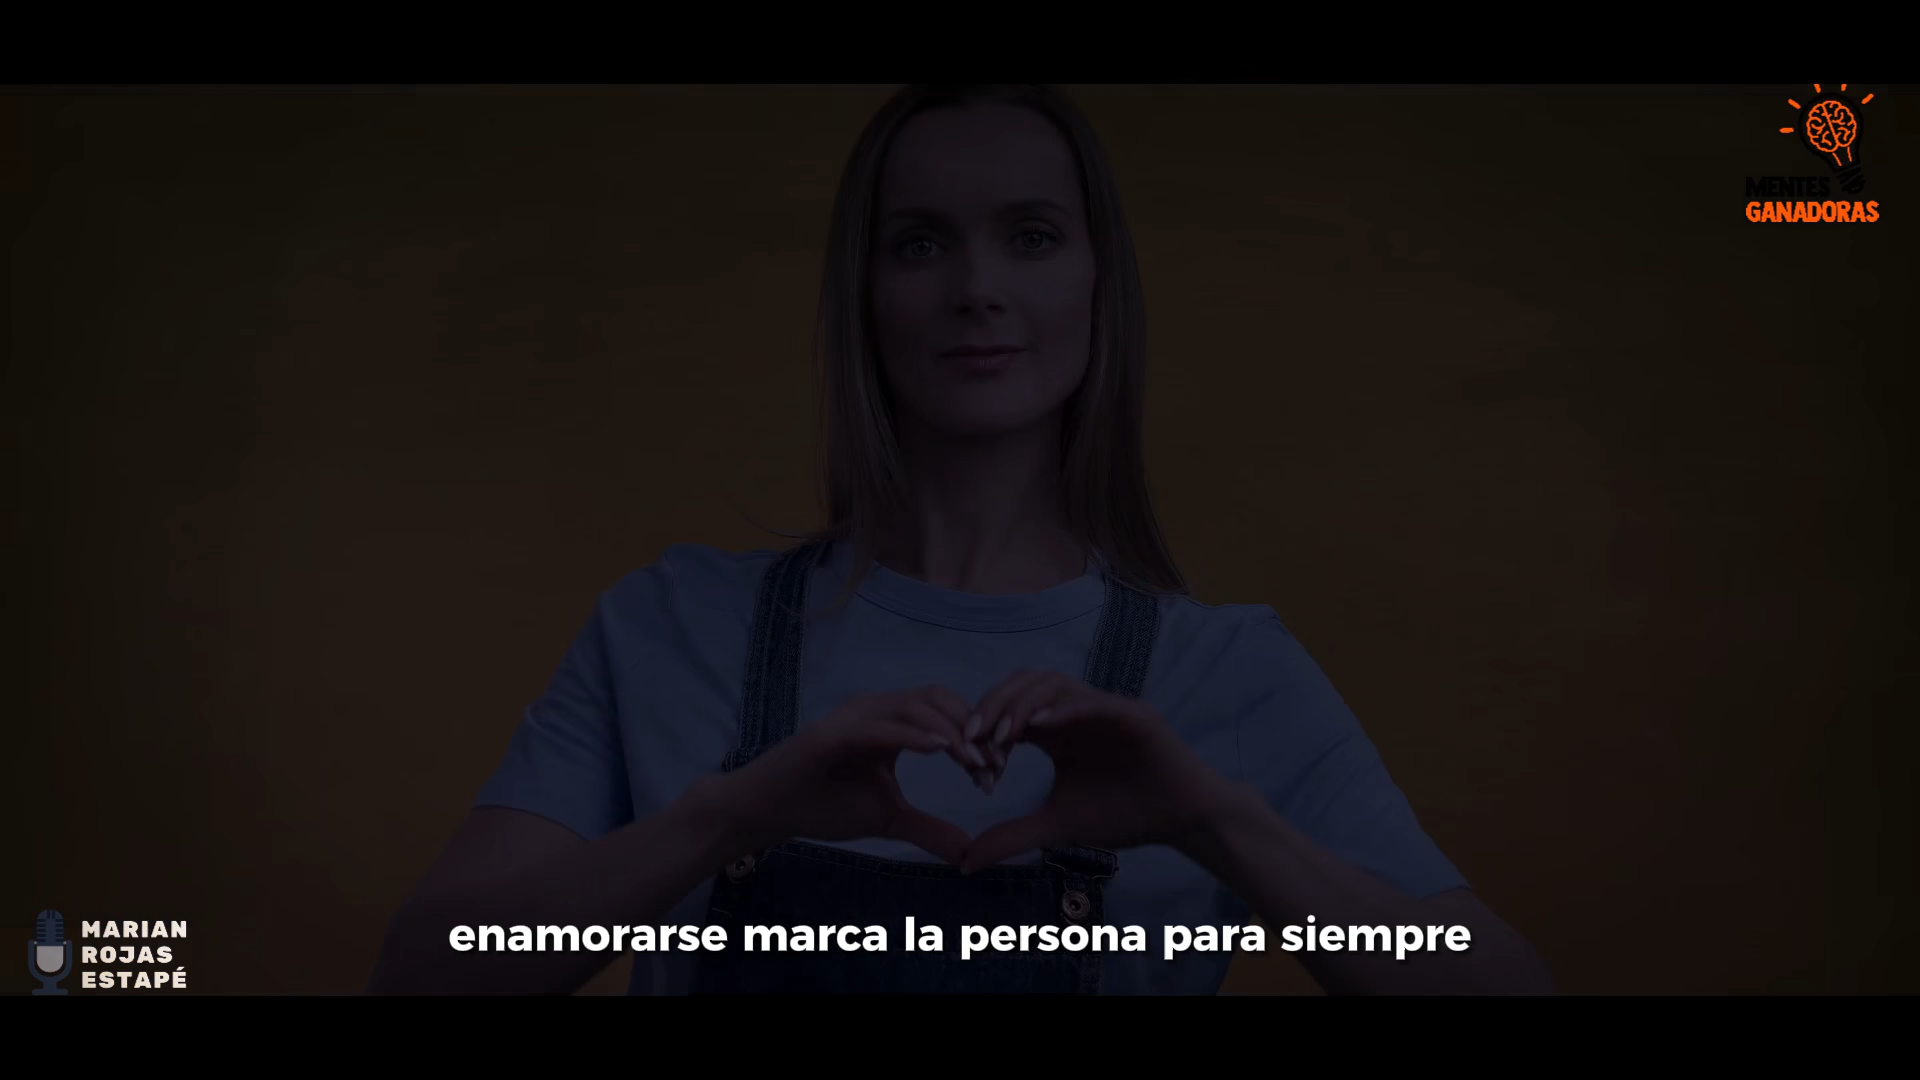 MENTES
GANADORAS
MARIAN
ROJAS
ESTAPÉ
enamorarse marca la persona para siempre